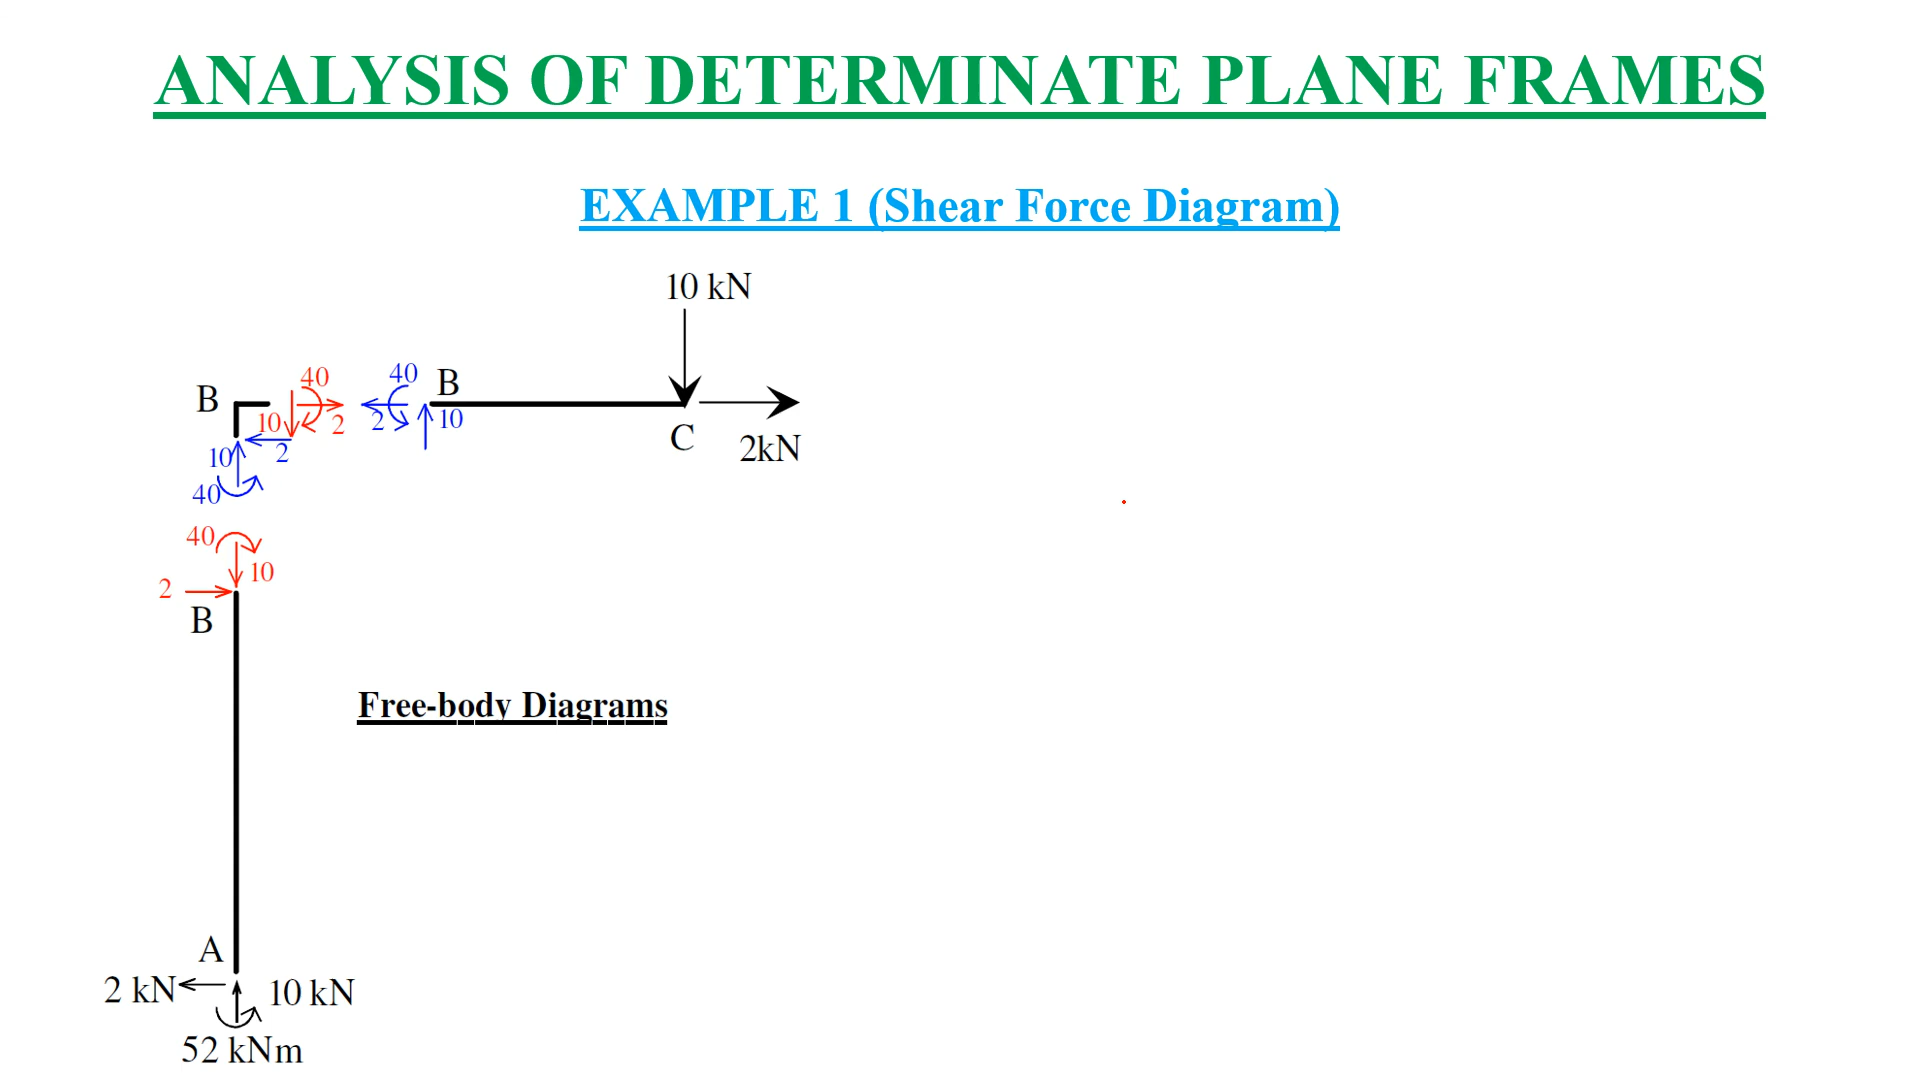 ANALYSIS OF DETERMINATE PLANE FRAMES
EXAMPLE 1 (Shear Force Diagram)
10 kN
40
40
B
B
10
2
2
10
C
2kN
10
2
40
40
10
2
B
Free-body Diagrams
A
2 kN
10 kN
52 kNm